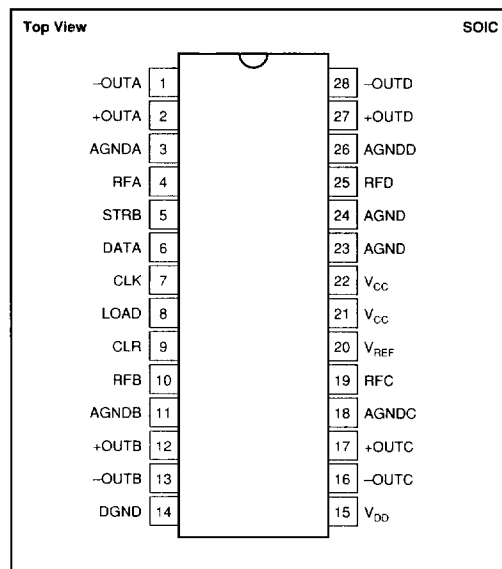 Top View SOIC
–OUTA 1 28 –OUTD
+OUTA 2 27 +OUTD
AGNDA 3 26 AGNDD
RFA 4 25 RFD
STRB 5 24 AGND
DATA 6 23 AGND
CLK 7 22 VCC
LOAD 8 21 VCC
CLR 9 20 VREF
RFB 10 19 RFC
AGNDB 11 18 AGNDC
+OUTB 12 17 +OUTC
–OUTB 13 16 –OUTC
DGND 14 15 VDD